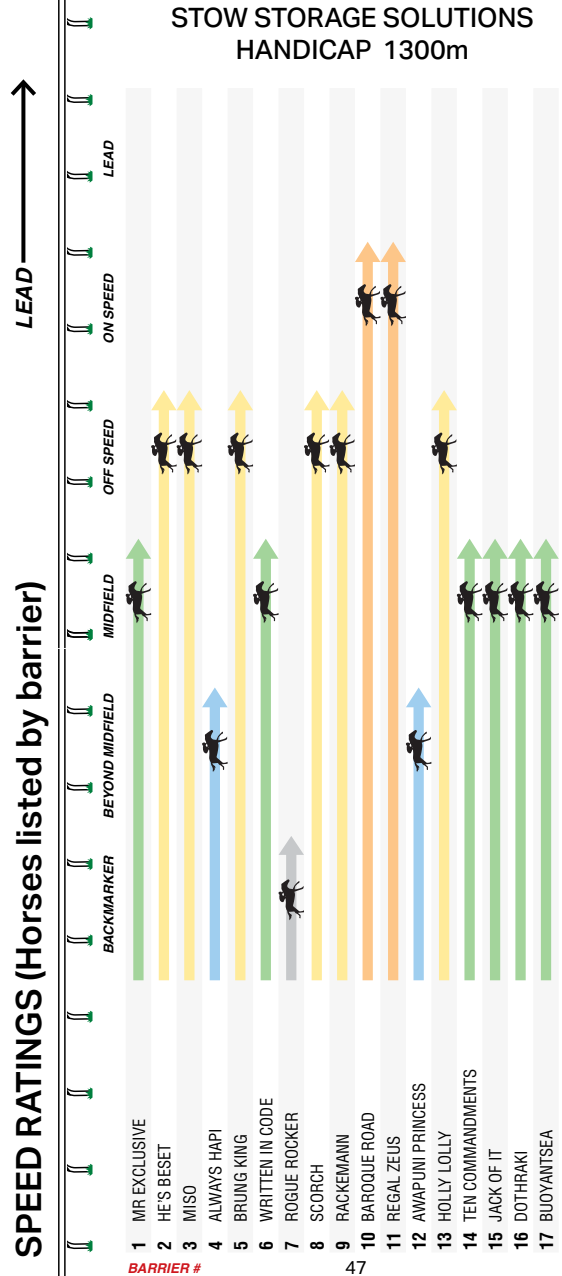 STOW STORAGE SOLUTIONS
HANDICAP 1300m
SPEED RATINGS (Horses listed by barrier)
LEAD
LEAD
ON SPEED
OFF SPEED
MIDFIELD
BEYOND MIDFIELD
BACKMARKER
1 MR EXCLUSIVE
2 HE'S BESET
3 MISO
4 ALWAYS HAPI
5 BRUNG KING
6 WRITTEN IN CODE
7 ROGUE ROCKER
8 SCORCH
9 RACKEMANN
10 BAROQUE ROAD
11 REGAL ZEUS
12 AWAPUNI PRINCESS
13 HOLLY LOLLY
14 TEN COMMANDMENTS
15 JACK OF IT
16 DOTHRAKI
17 BUOYANTSEA
BARRIER #
47